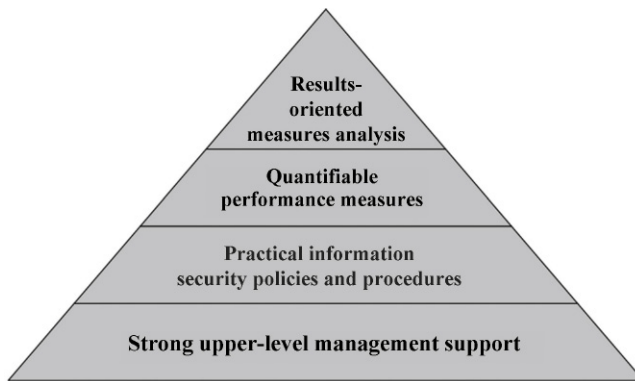 Results-
oriented
measures analysis
Quantifiable
performance measures
Practical information
security policies and procedures
Strong upper-level management support